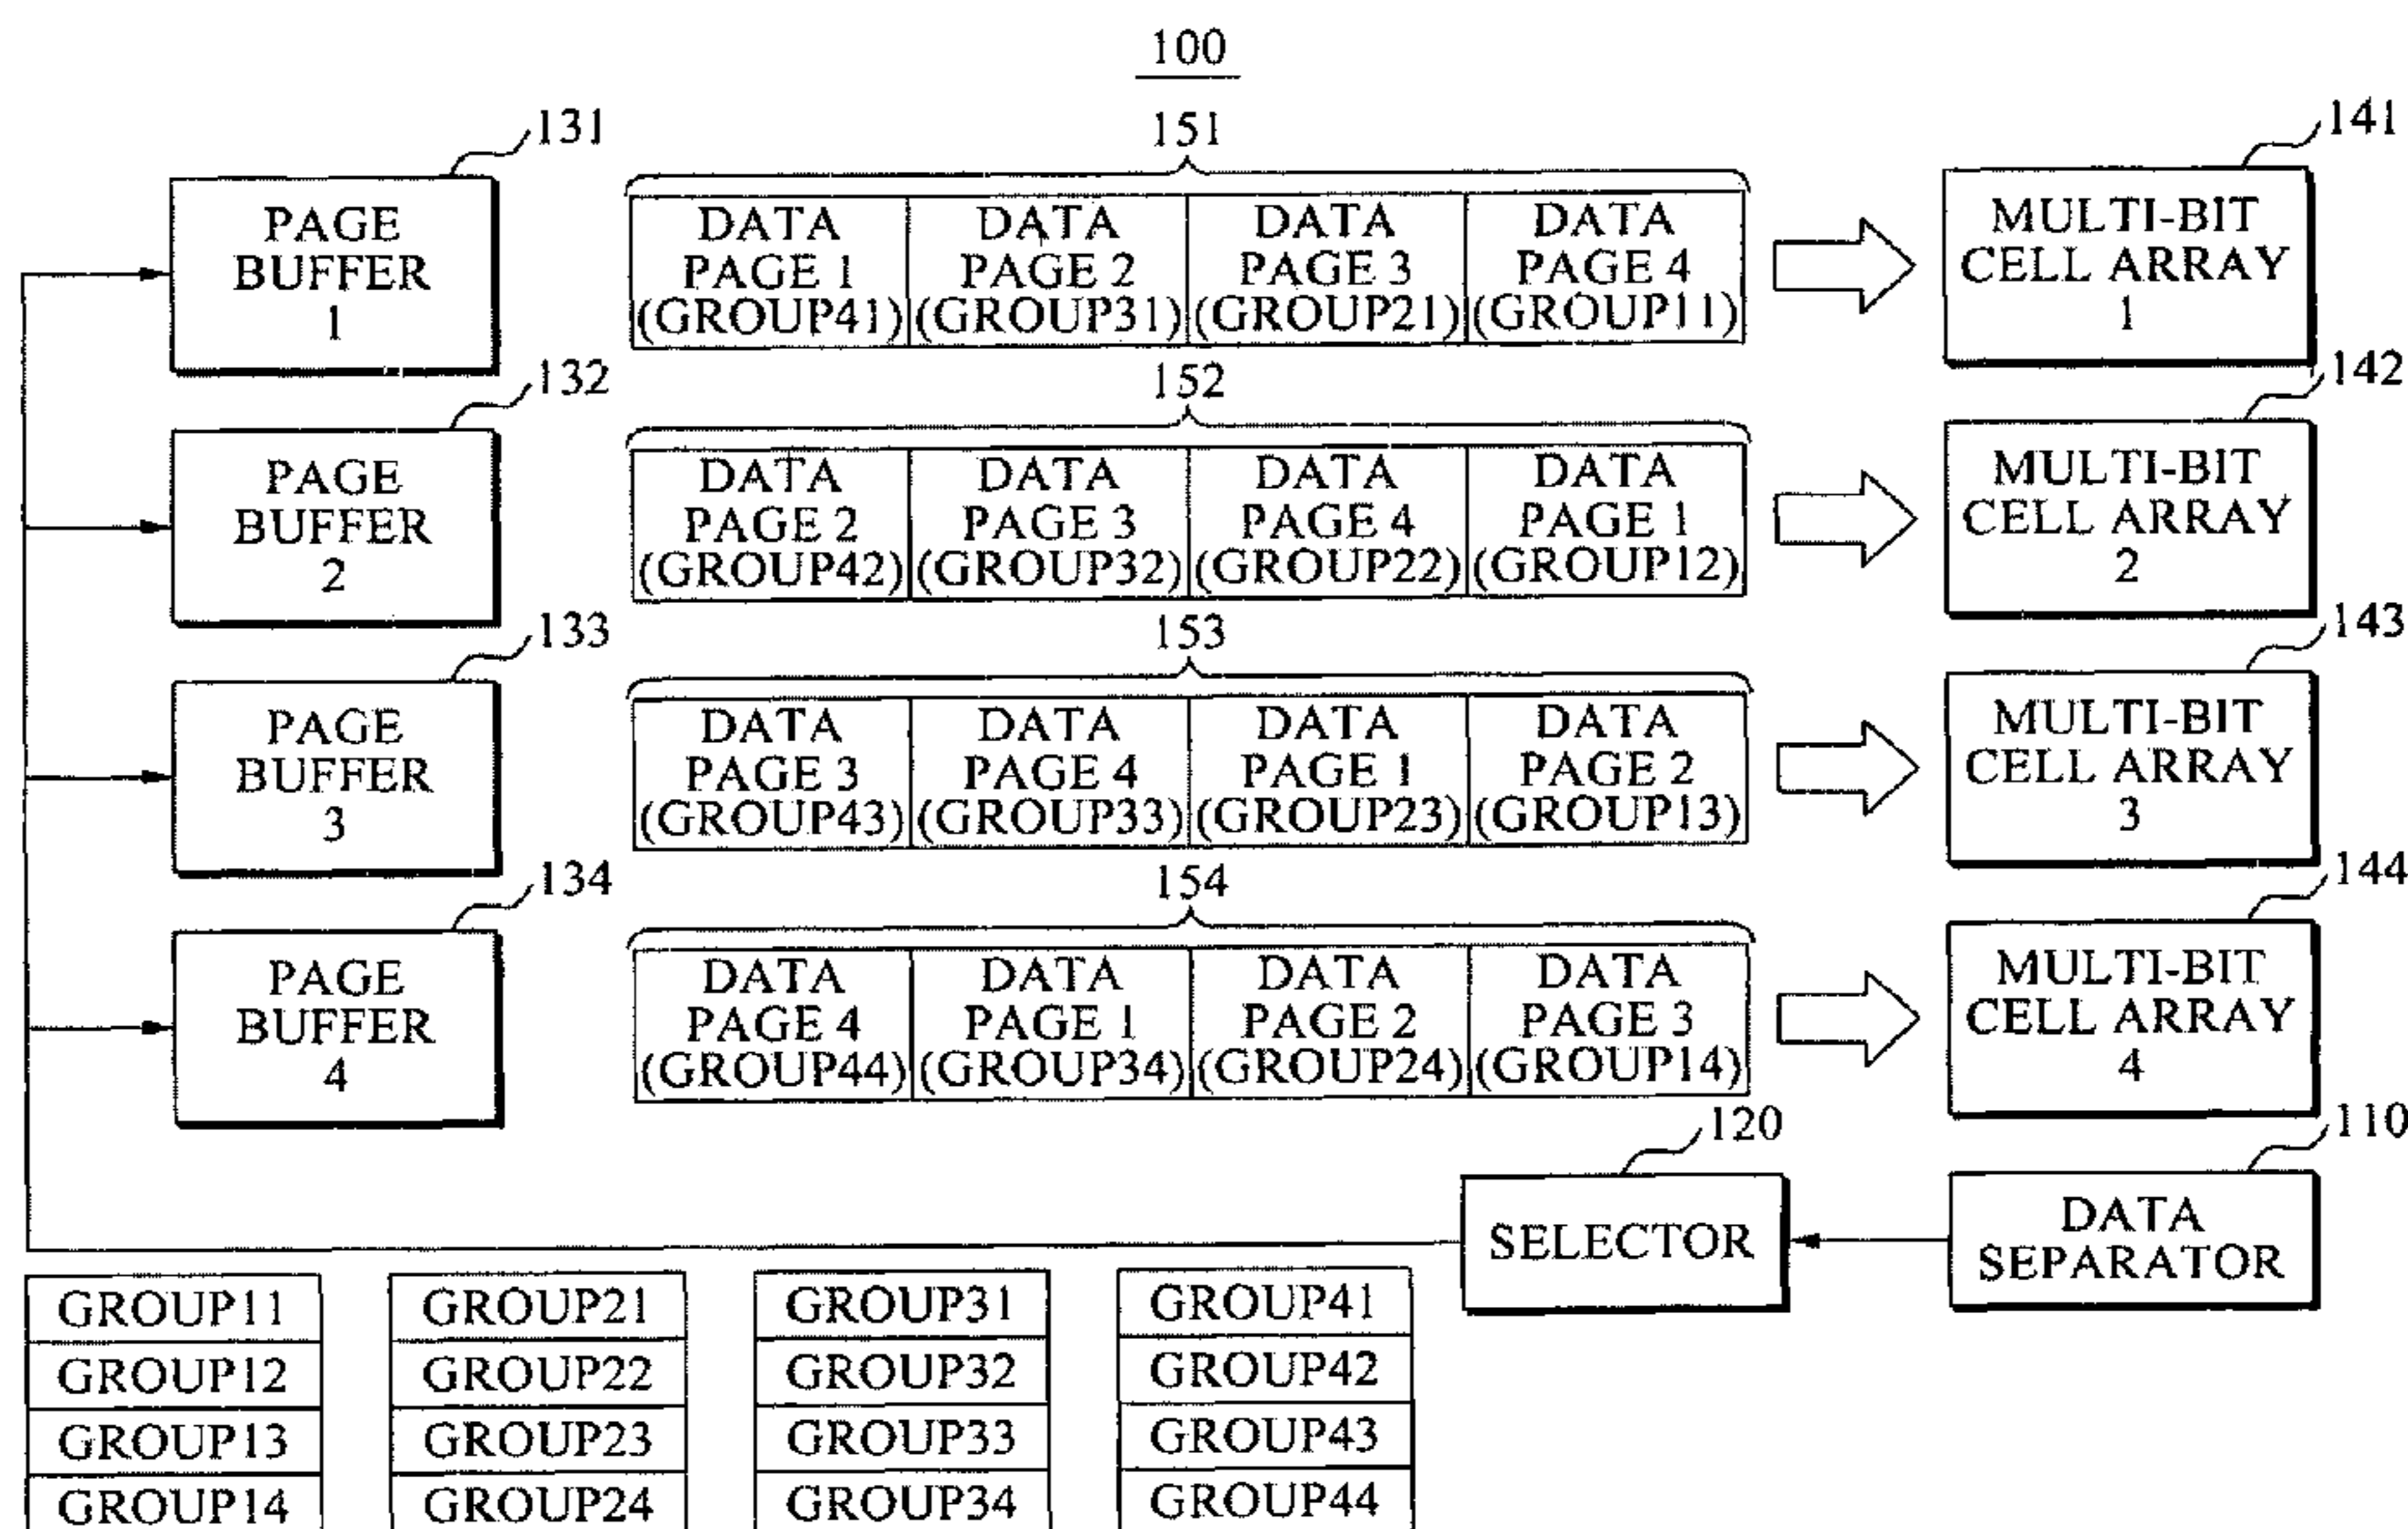 100
131
151
141
PAGE
BUFFER
1
DATA
PAGE 1
(GROUP41)
DATA
PAGE 2
(GROUP31)
DATA
PAGE 3
(GROUP21)
DATA
PAGE 4
(GROUP11)
MULTI-BIT
CELL ARRAY
1
132
152
142
PAGE
BUFFER
2
DATA
PAGE 2
(GROUP42)
DATA
PAGE 3
(GROUP32)
DATA
PAGE 4
(GROUP22)
DATA
PAGE 1
(GROUP12)
MULTI-BIT
CELL ARRAY
2
133
153
143
PAGE
BUFFER
3
DATA
PAGE 3
(GROUP43)
DATA
PAGE 4
(GROUP33)
DATA
PAGE 1
(GROUP23)
DATA
PAGE 2
(GROUP13)
MULTI-BIT
CELL ARRAY
3
134
154
144
PAGE
BUFFER
4
DATA
PAGE 4
(GROUP44)
DATA
PAGE 1
(GROUP34)
DATA
PAGE 2
(GROUP24)
DATA
PAGE 3
(GROUP14)
MULTI-BIT
CELL ARRAY
4
120
110
SELECTOR
DATA
SEPARATOR
GROUP11
GROUP12
GROUP13
GROUP14
GROUP21
GROUP22
GROUP23
GROUP24
GROUP31
GROUP32
GROUP33
GROUP34
GROUP41
GROUP42
GROUP43
GROUP44